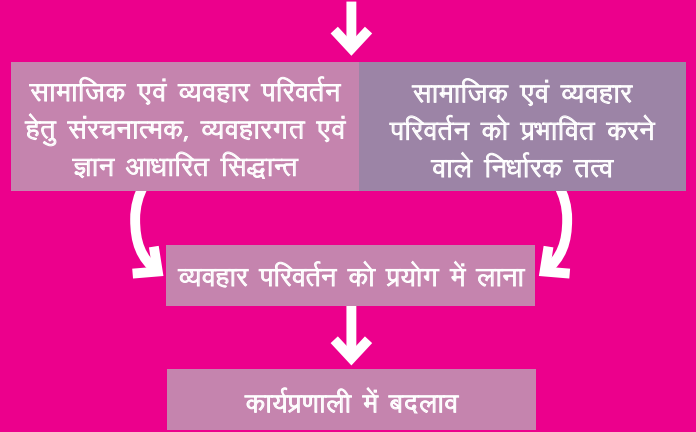 सामाजिक एवं व्यवहार परिवर्तन
हेतु संरचनात्मक, व्यवहारगत एवं
ज्ञान आधारित सिद्धान्त
सामाजिक एवं व्यवहार
परिवर्तन को प्रभावित करने
वाले निर्धारक तत्व
व्यवहार परिवर्तन को प्रयोग में लाना
कार्यप्रणाली में बदलाव